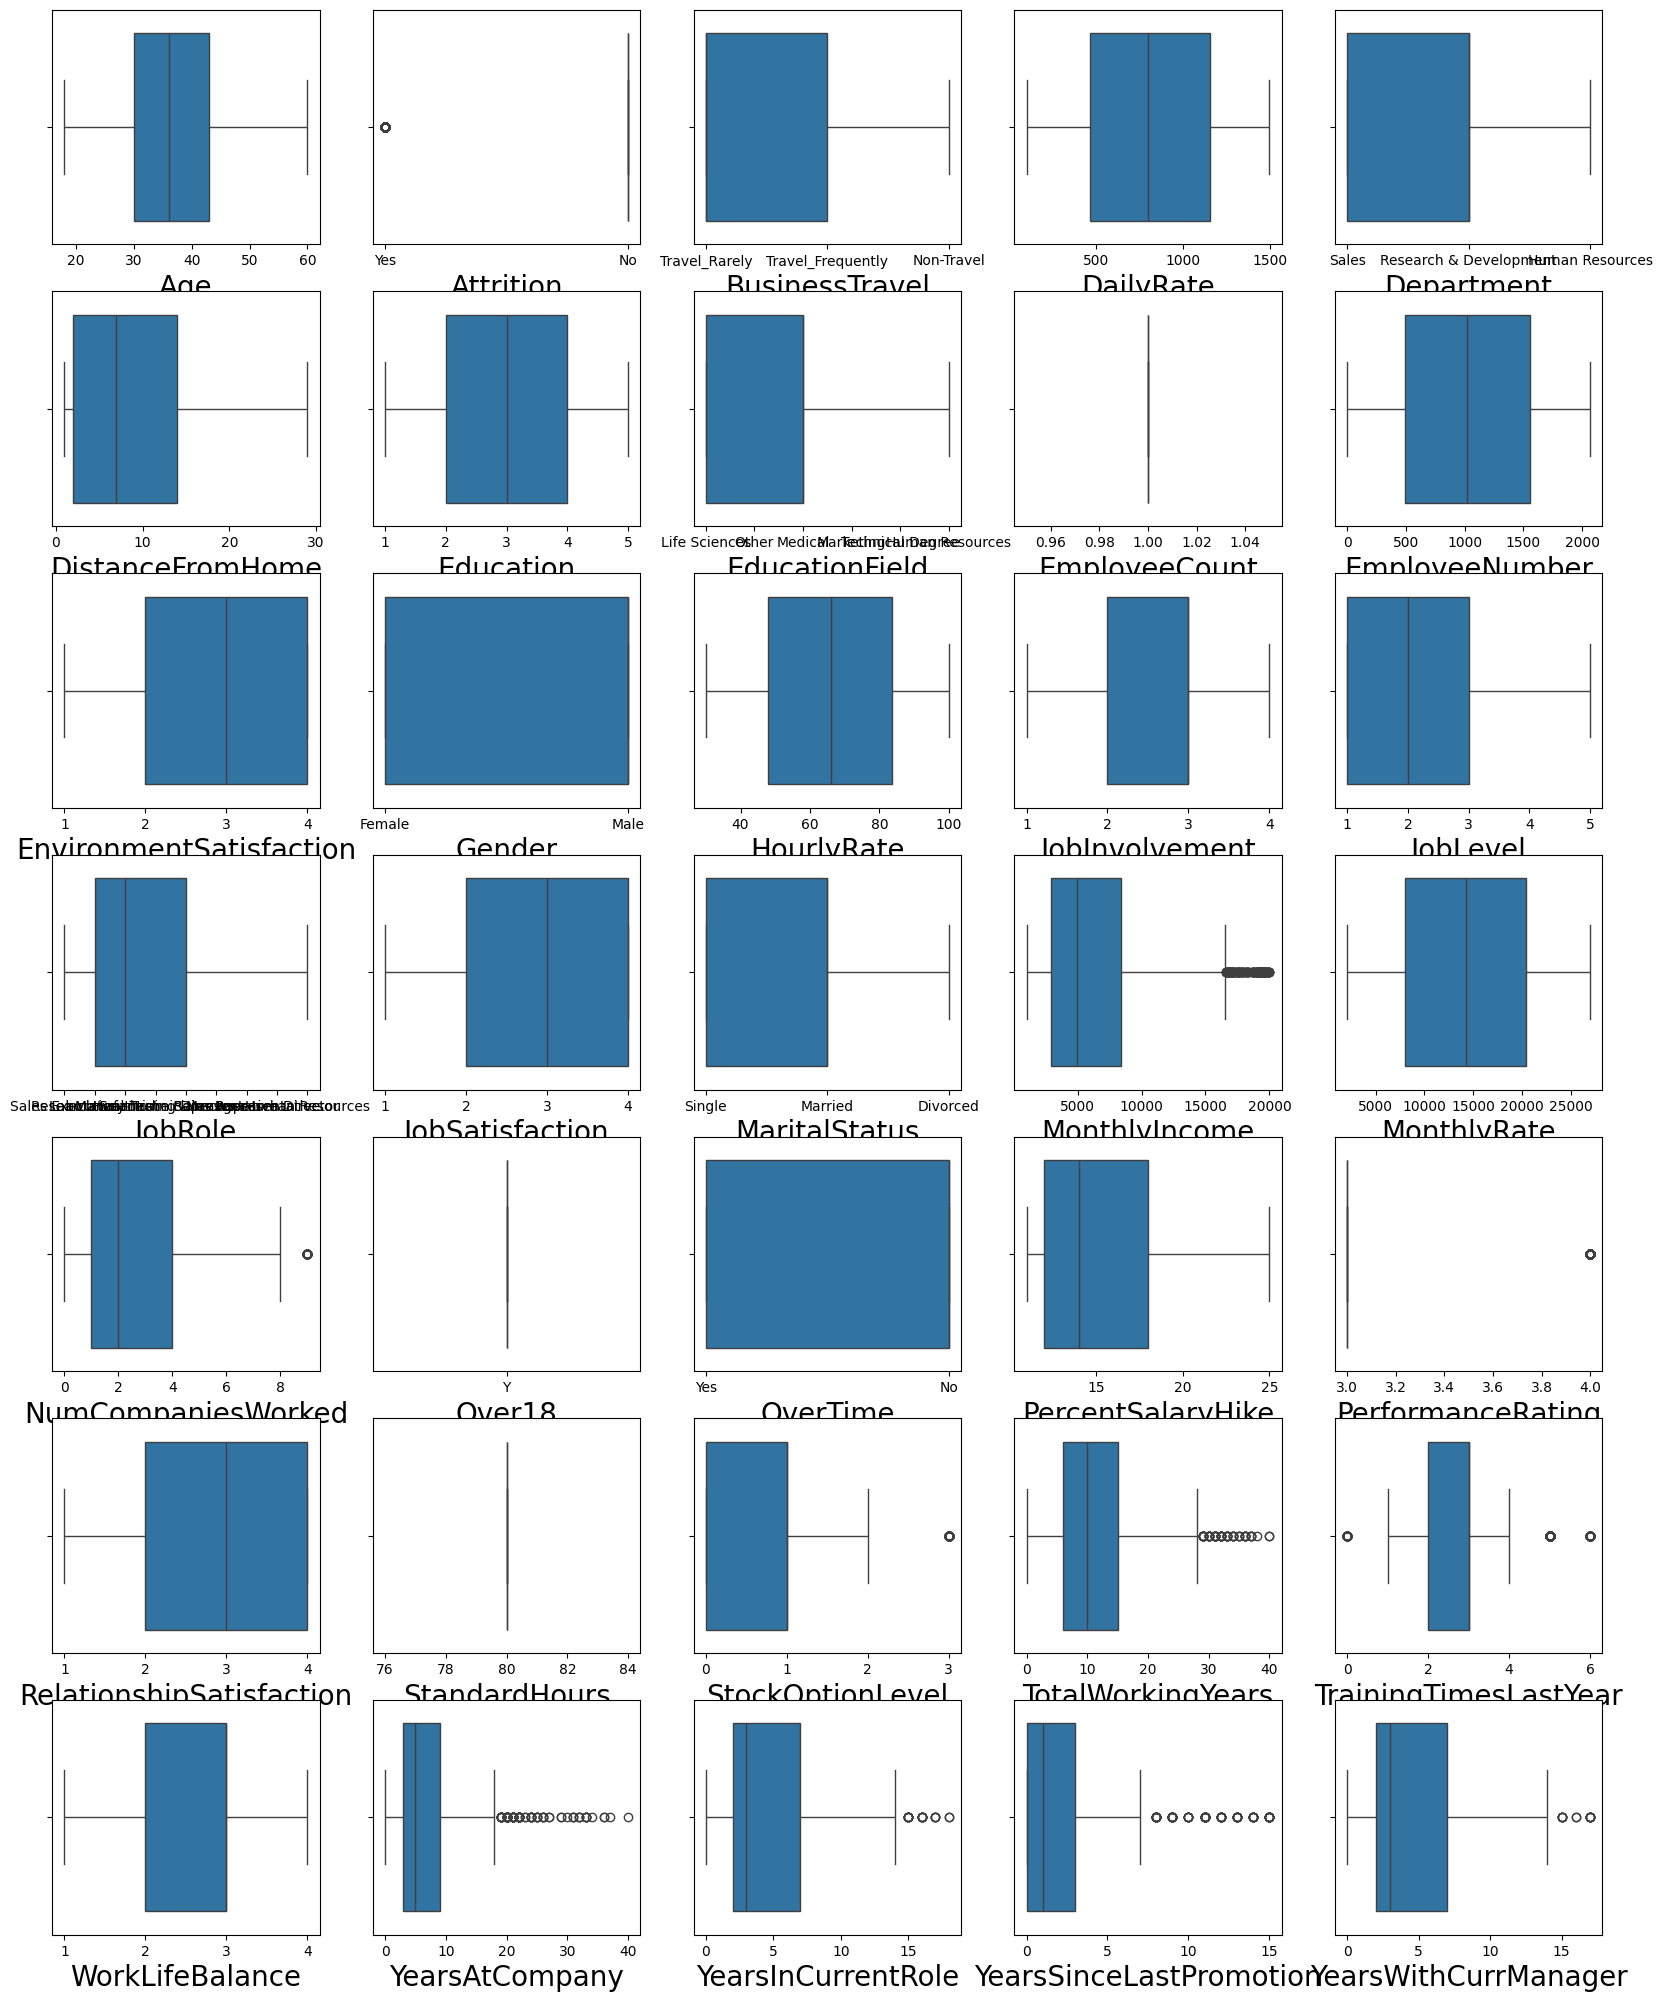 20 30 40 50 60
Age
Yes No
Attrition
Travel_Rarely Travel_Frequently Non-Travel
BusinessTravel
500 1000 1500
DailyRate
Sales Research & Development Human Resources
Department
0 10 20 30
DistanceFromHome
1 2 3 4 5
Education
Life Sciences Other Medical Marketing Technical Degree Human Resources
EducationField
0.96 0.98 1.00 1.02 1.04
EmployeeCount
0 500 1000 1500 2000
EmployeeNumber
1 2 3 4
EnvironmentSatisfaction
Female Male
Gender
40 60 80 100
HourlyRate
1 2 3 4
JobInvolvement
1 2 3 4 5
JobLevel
JobRole
1 2 3 4
JobSatisfaction
Single Married Divorced
MaritalStatus
5000 10000 15000 20000
MonthlyIncome
5000 10000 15000 20000 25000
MonthlyRate
0 2 4 6 8
NumCompaniesWorked
Y
Over18
Yes No
OverTime
15 20 25
PercentSalaryHike
3.0 3.2 3.4 3.6 3.8 4.0
PerformanceRating
1 2 3 4
RelationshipSatisfaction
76 78 80 82 84
StandardHours
0 1 2 3
StockOptionLevel
0 10 20 30 40
TotalWorkingYears
0 2 4 6
TrainingTimesLastYear
1 2 3 4
WorkLifeBalance
0 10 20 30 40
YearsAtCompany
0 5 10 15
YearsInCurrentRole
0 5 10 15
YearsSinceLastPromotion
0 5 10 15
YearsWithCurrManager